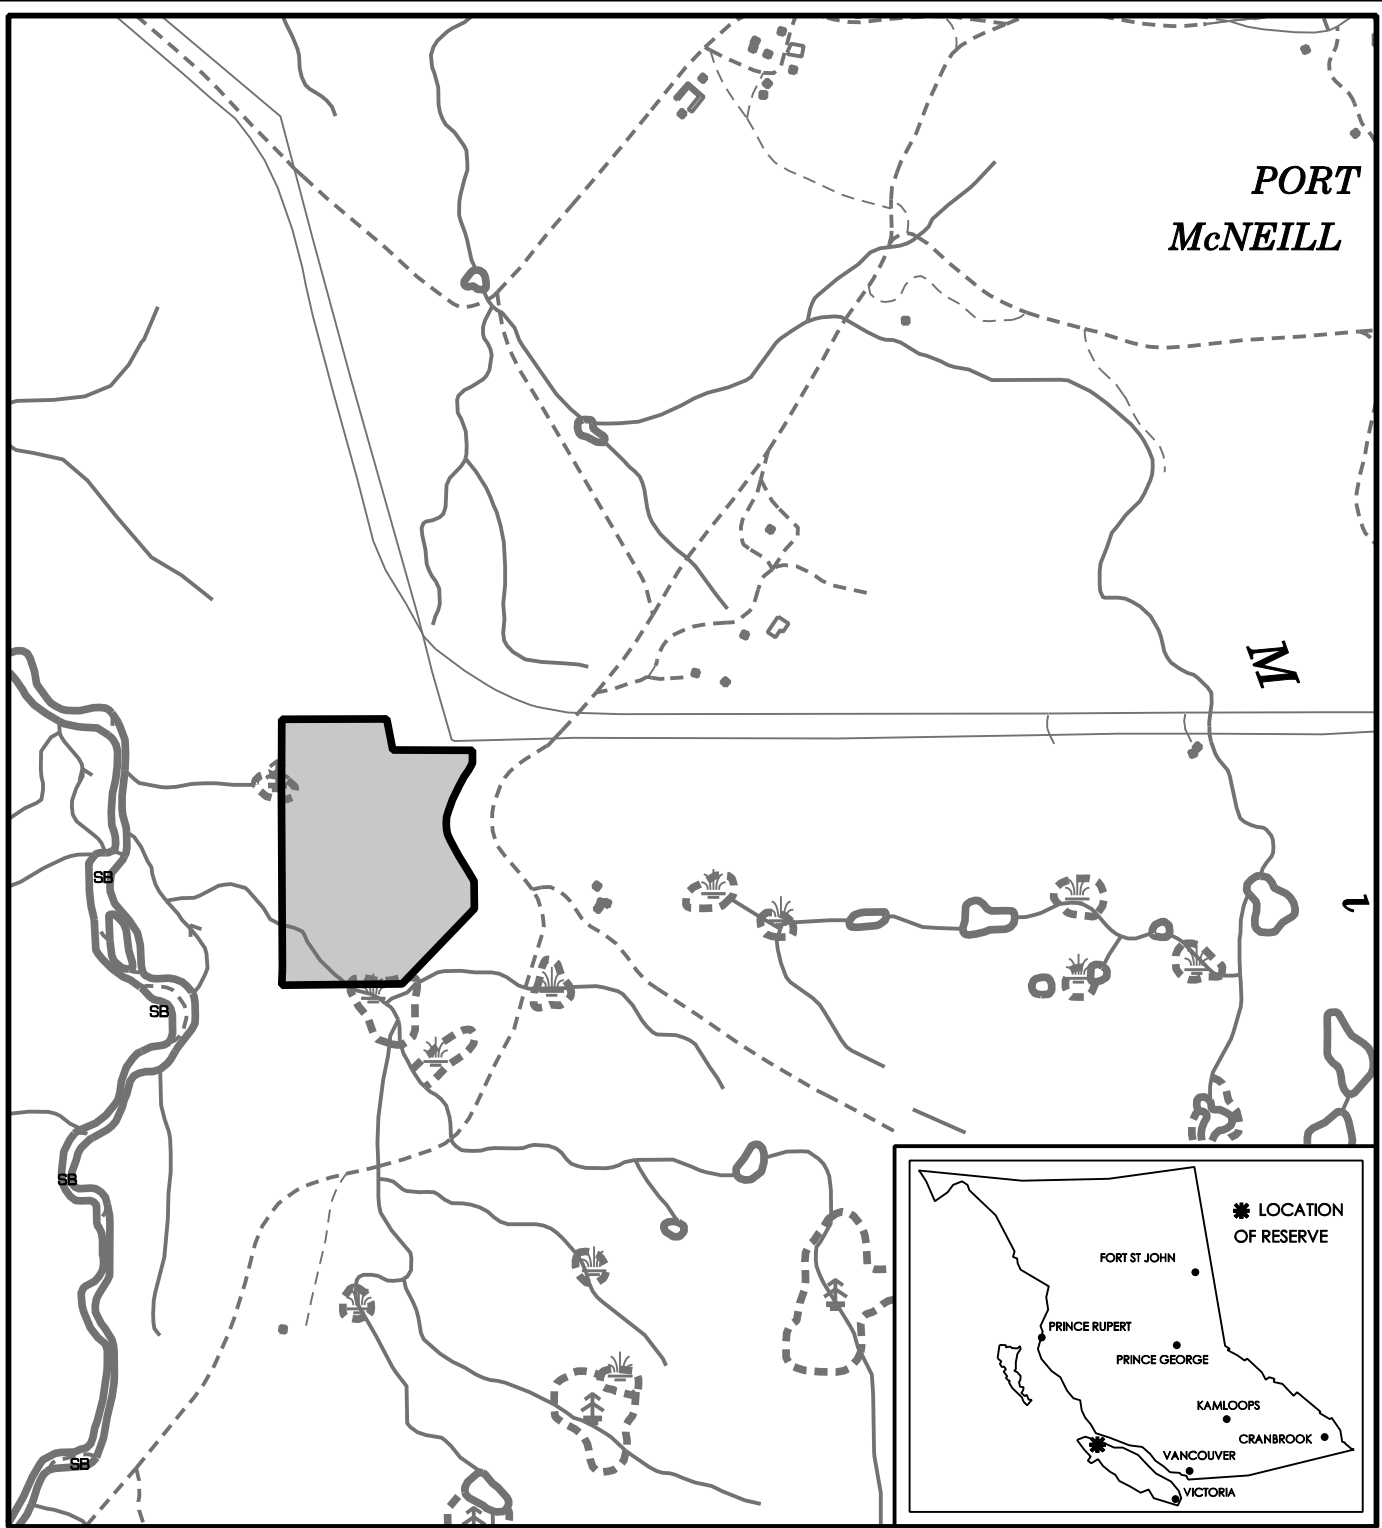 PORT
McNEILL
M
ι
SB
SB
SB
SB
LOCATION
OF RESERVE
FORT ST JOHN
PRINCE RUPERT
PRINCE GEORGE
KAMLOOPS
CRANBROOK
VANCOUVER
VICTORIA